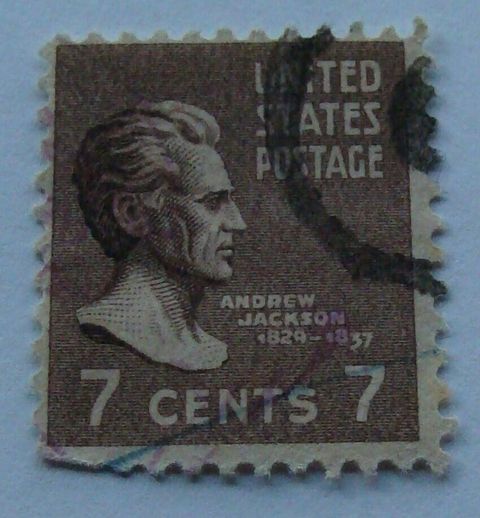 UNITED
STATES
POSTAGE
ANDREW
JACKSON
1829-1837
7 CENTS 7